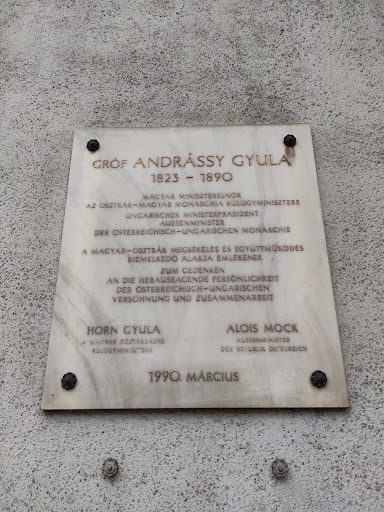 GRÓF ANDRÁSSY GYULA
1823 - 1890
MAGYAR MINISZTERELNÖK
AZ OSZTRÁK-MAGYAR MONARCHIA KÜLÜGYMINISZTERE
UNGARISCHER MINISTERPRÄSIDENT
AUSSENMINISTER
DER ÖSTERREICHISCH-UNGARISCHEN MONARCHIE
A MAGYAR-OSZTRÁK MEGBÉKÉLÉS ÉS EGYÜTTMŰKÖDÉS
KIEMELKEDŐ ALAKJA EMLÉKÉNEK
ZUM GEDENKEN
AN DIE HERAUSRAGENDE PERSÖNLICHKEIT
DER ÖSTERREICHISCH-UNGARISCHEN
VERSÖHNUNG UND ZUSAMMENARBEIT
HORN GYULA
A MAGYAR KÖZTÁRSASÁG
KÜLÜGYMINISZTERE
ALOIS MOCK
AUßENMINISTER
DER REPUBLIK ÖSTERREICH
1990. MÁRCIUS